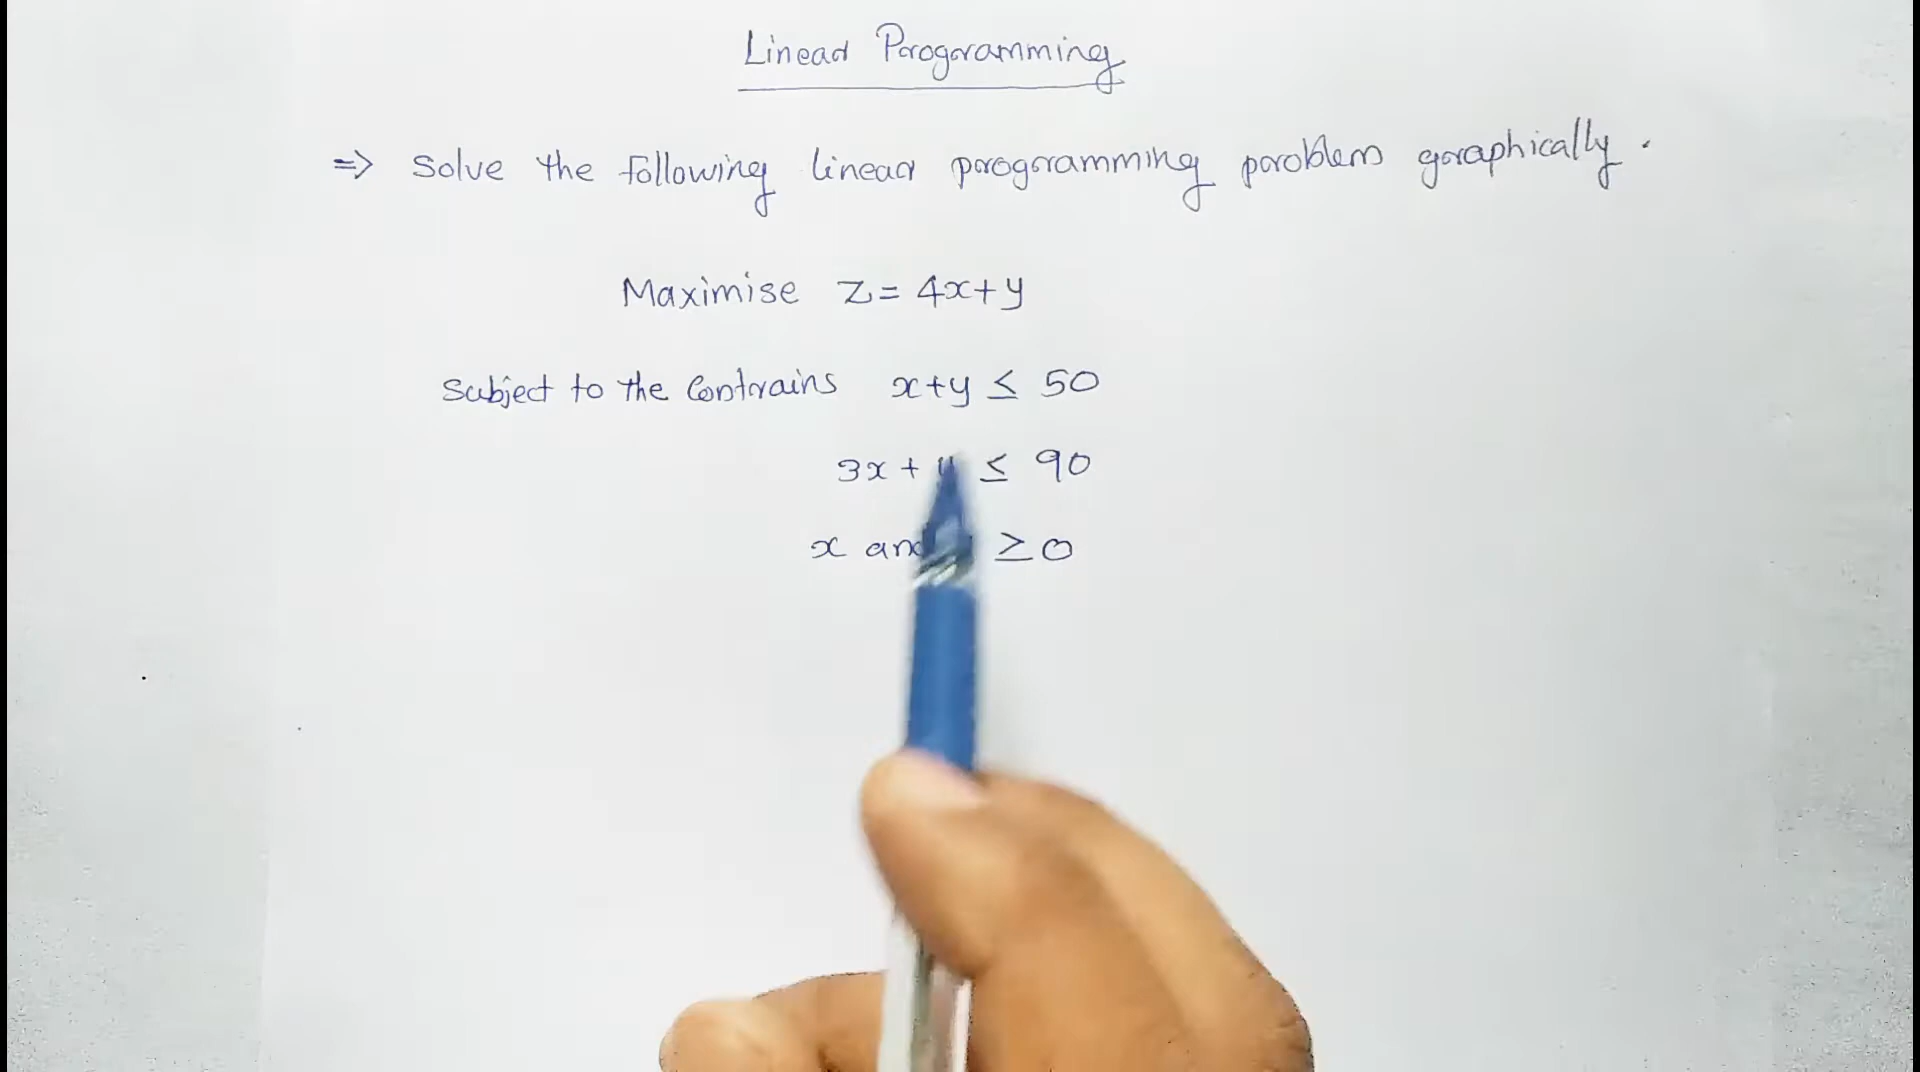 Linear Programming
=> Solve the following linear programming problem graphically.
Maximise Z = 4x+y
Subject to the Contrains x+y ≤ 50
3x + y ≤ 90
x and ≥ 0